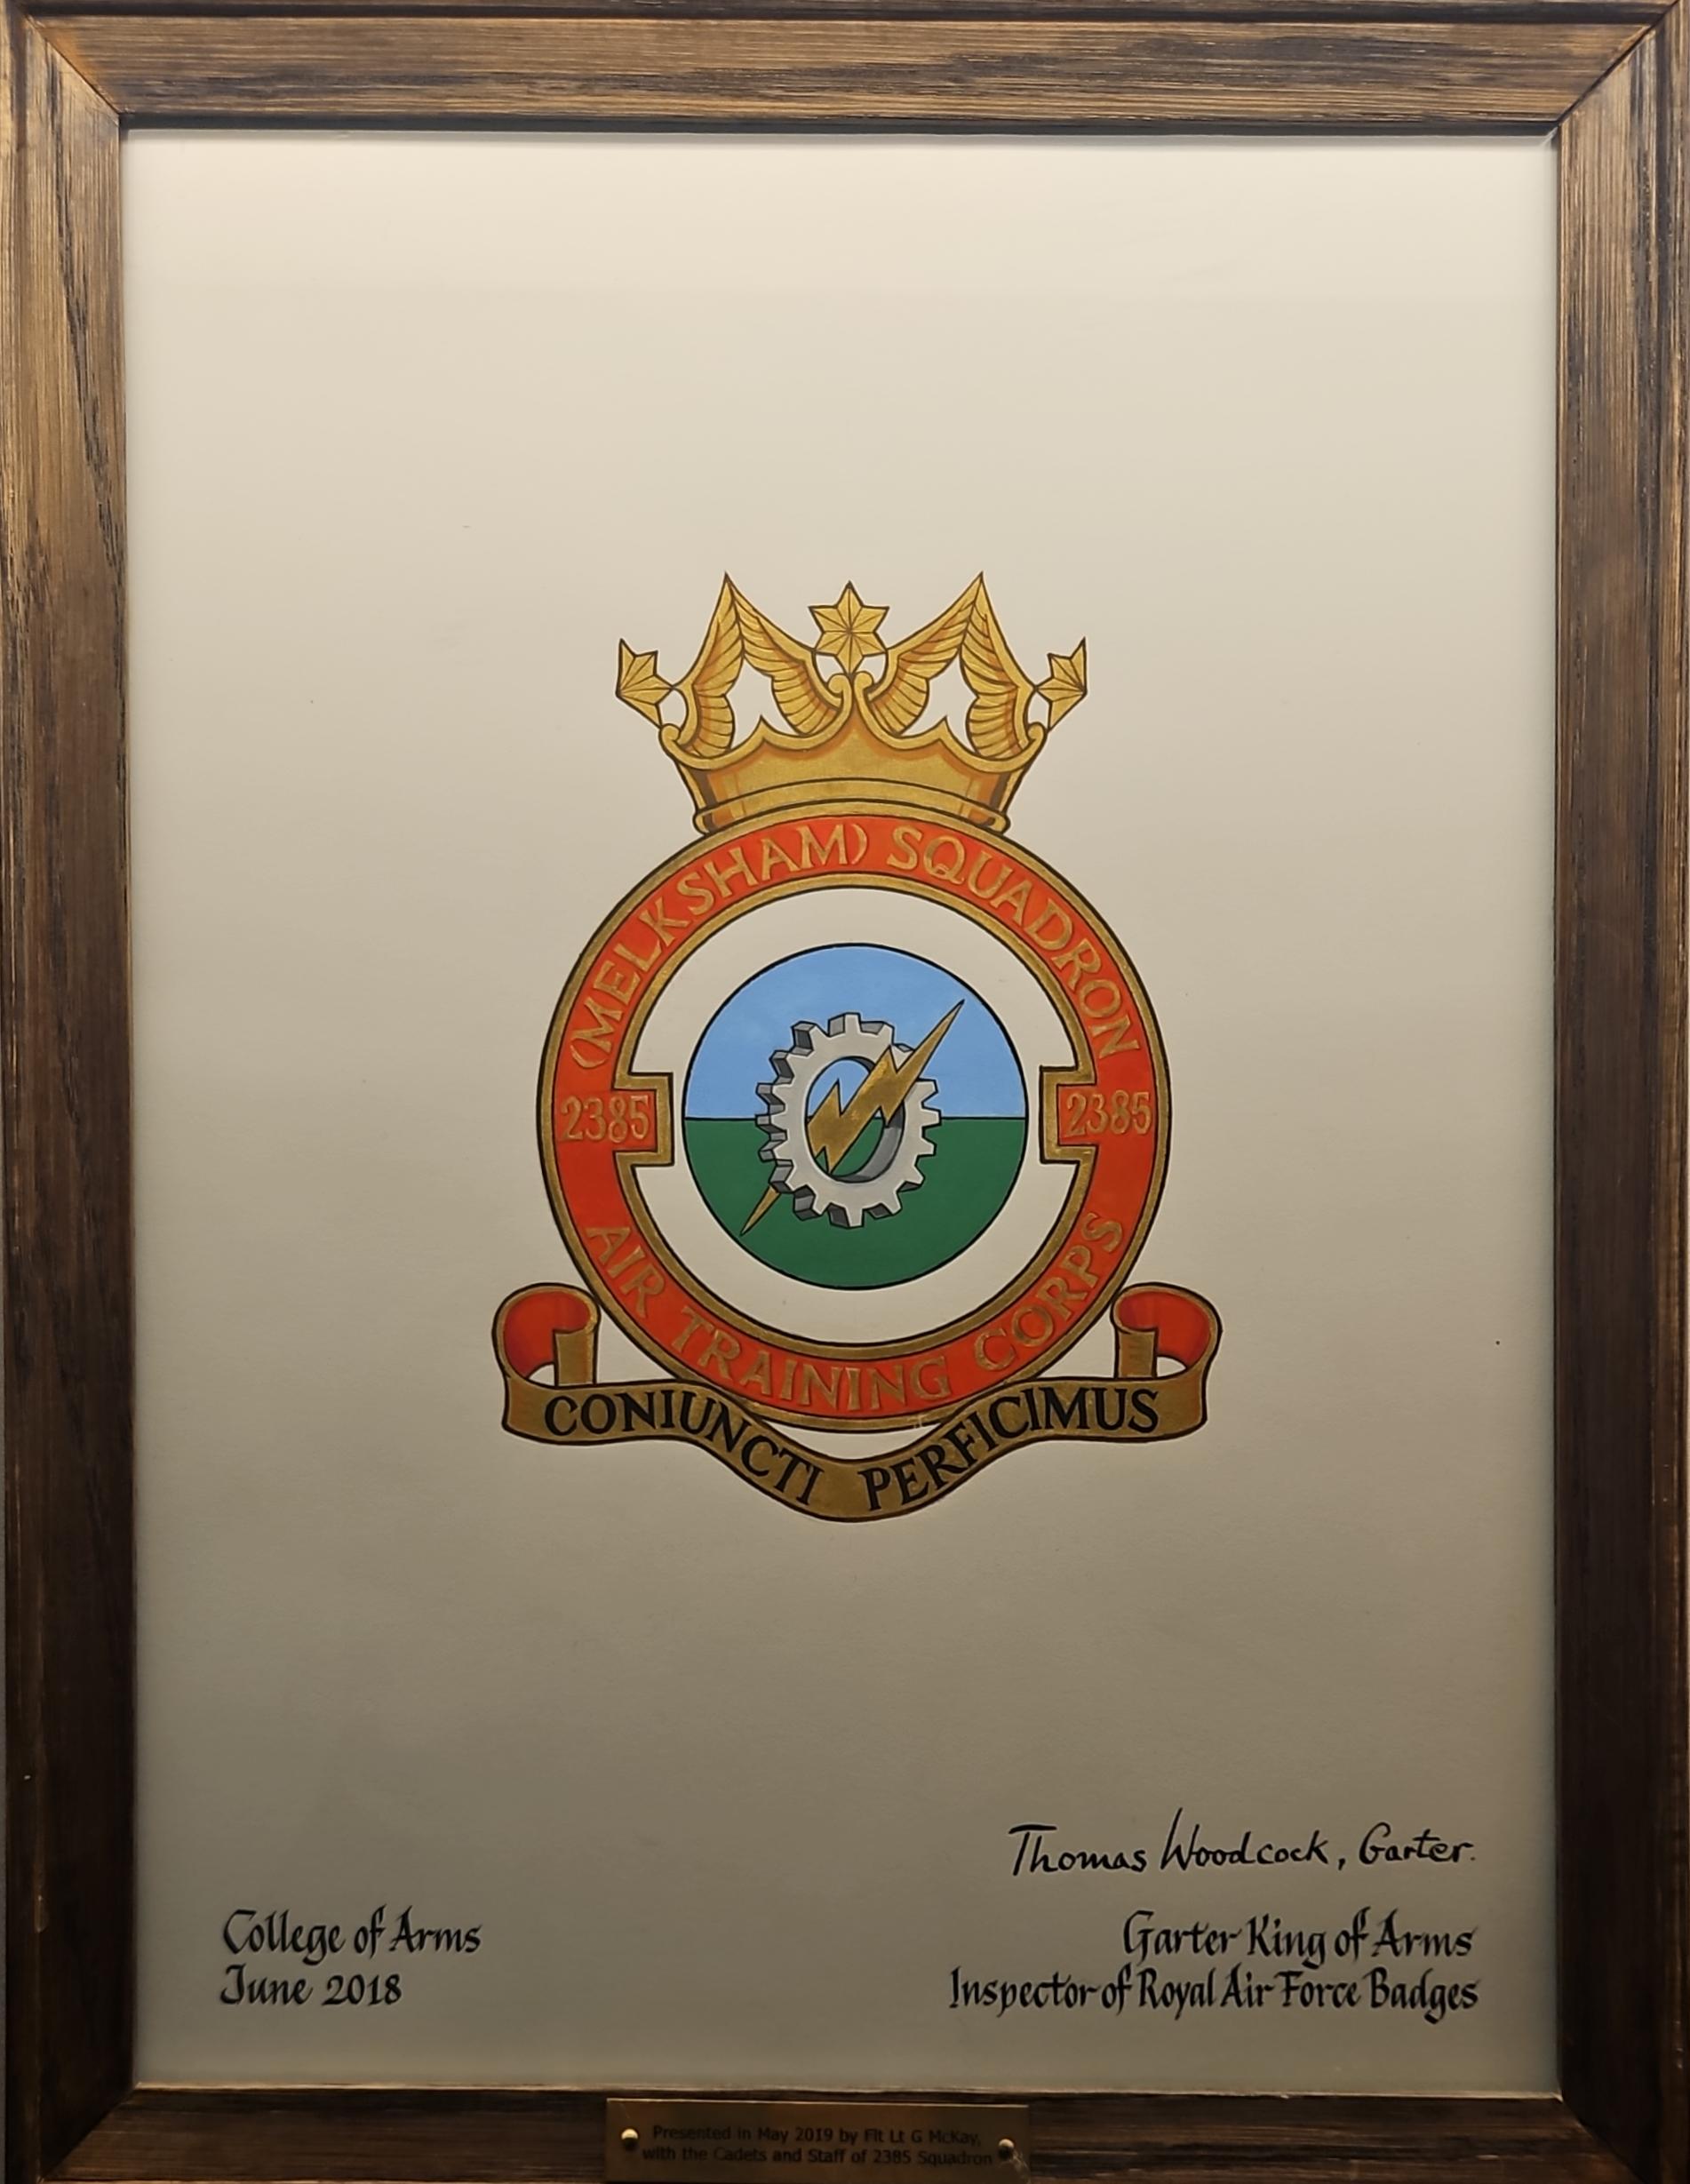 (MELKSHAM) SQUADRON
2385
2385
AIR TRAINING CORPS
CONIUNCTI PERFICIMUS
Thomas Woodcock, Garter.
College of Arms
June 2018
Garter King of Arms
Inspector of Royal Air Force Badges
Presented in May 2019 by Flt Lt G McKay,
with the Cadets and Staff of 2385 Squadron